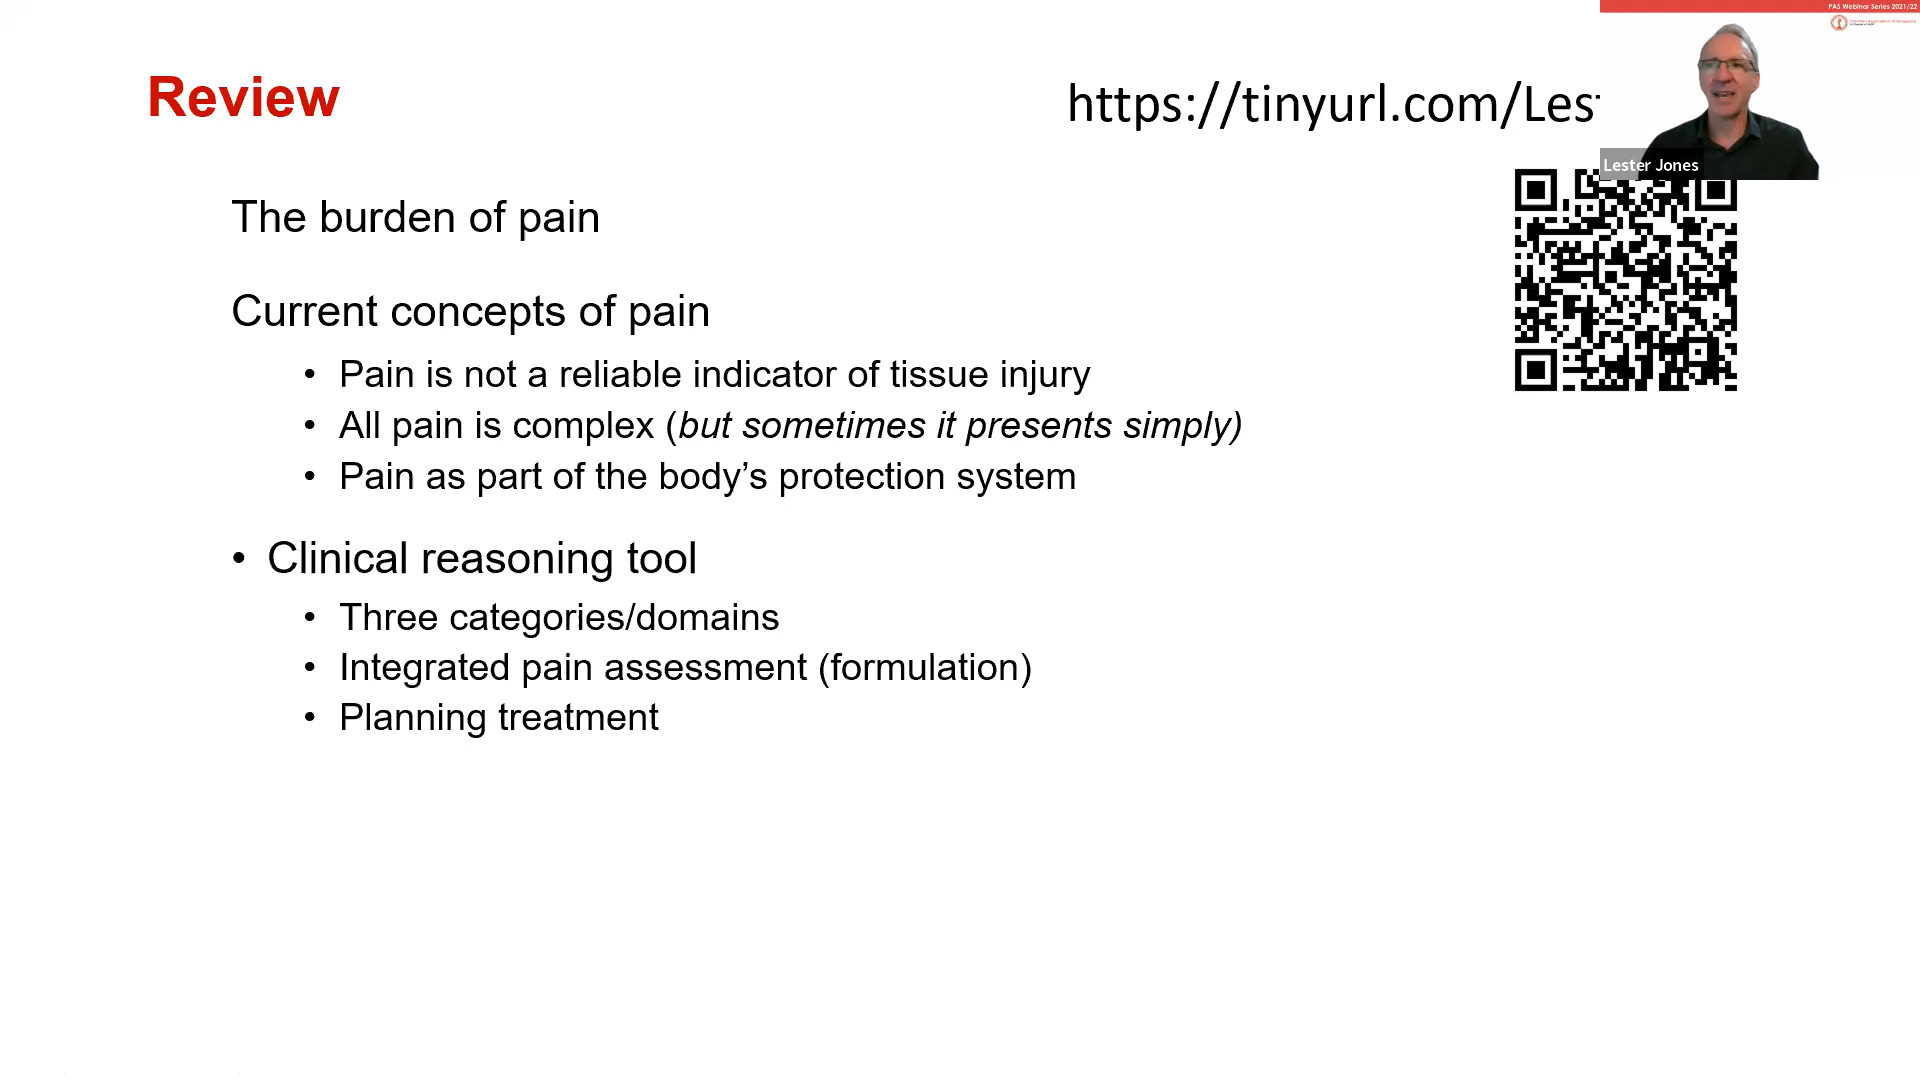 PAS Webinar Series 2021/22
Review
https://tinyurl.com/Les
Lester Jones
The burden of pain
Current concepts of pain
• Pain is not a reliable indicator of tissue injury
• All pain is complex (but sometimes it presents simply)
• Pain as part of the body’s protection system
• Clinical reasoning tool
• Three categories/domains
• Integrated pain assessment (formulation)
• Planning treatment